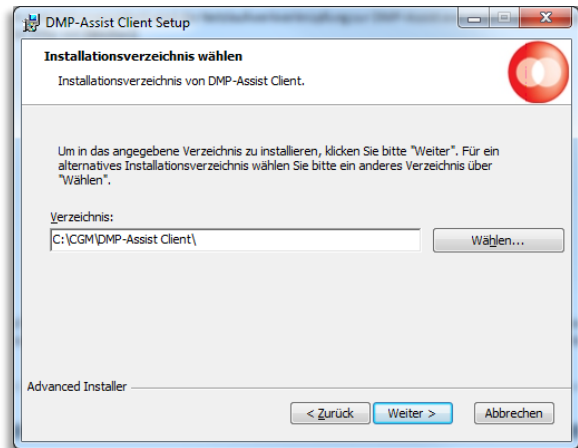 DMP-Assist Client Setup
Installationsverzeichnis wählen
Installationsverzeichnis von DMP-Assist Client.
Um in das angegebene Verzeichnis zu installieren, klicken Sie bitte "Weiter". Für ein
alternatives Installationsverzeichnis wählen Sie bitte ein anderes Verzeichnis über
"Wählen".
Verzeichnis:
C:\CGM\DMP-Assist Client\
Wählen...
Advanced Installer
< Zurück
Weiter >
Abbrechen